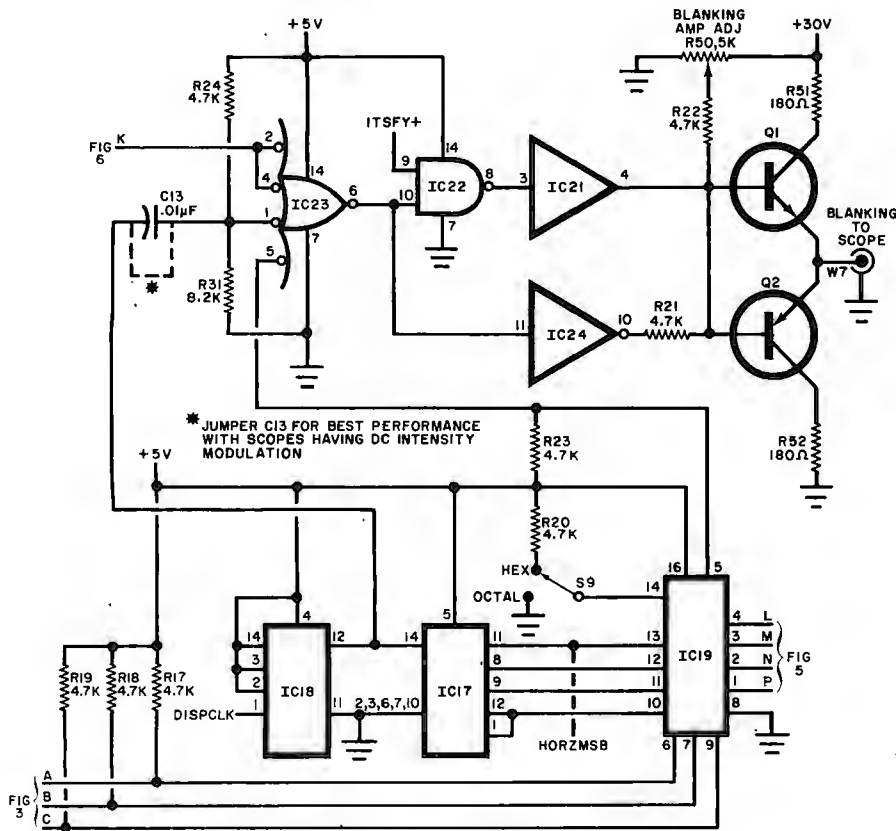 +5V
BLANKING
AMP ADJ
R50,5K
+30V
R24
4.7K
ITSFY+
R22
4.7K
R51
180Ω
Q1
FIG
6
K
2
14
4
IC23
6
1
7
5
14
9
10
IC22
8
7
3
IC21
4
C13
.01µF
*
R31
8.2K
11
IC24
10
R21
4.7K
BLANKING
TO
SCOPE
W7
Q2
* JUMPER C13 FOR BEST PERFORMANCE
WITH SCOPES HAVING DC INTENSITY
MODULATION
R52
180Ω
+5V
R23
4.7K
R20
4.7K
HEX
OCTAL
S9
16
5
14
4
14
3
2
1
12
11
IC18
DISPCLK
5
14
2,3,6,7,10
IC17
11
8
9
12
1
HORZMSB
13
12
11
10
IC19
4
3
2
1
8
L
M
N
P
FIG
5
6
7
9
R19
4.7K
R18
4.7K
R17
4.7K
FIG
3
A
B
C